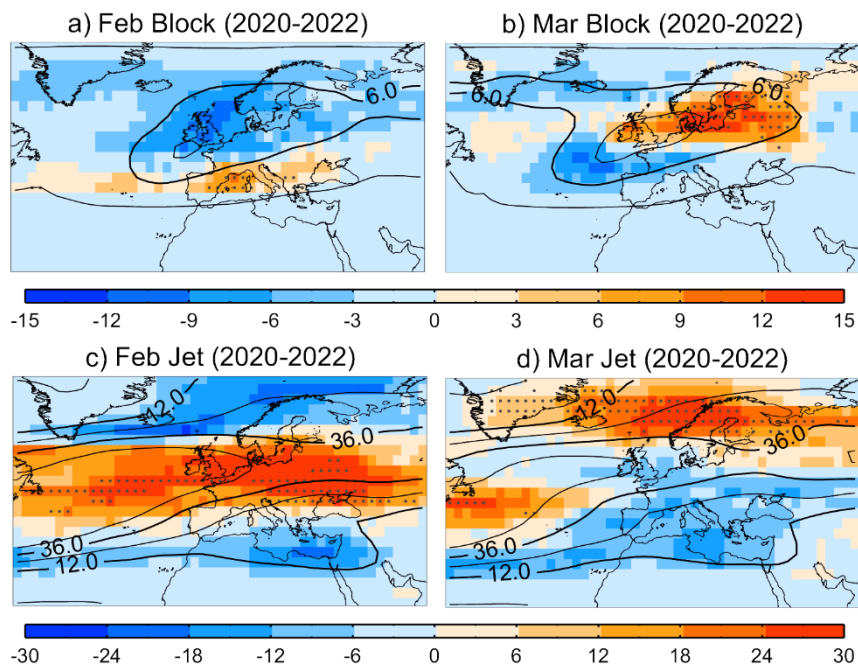 a) Feb Block (2020-2022) b) Mar Block (2020-2022)
6.0 6.0 6.0
-15 -12 -9 -6 -3 0 3 6 9 12 15
c) Feb Jet (2020-2022) d) Mar Jet (2020-2022)
12.0 12.0
36.0 36.0
36.0 36.0
12.0 12.0
-30 -24 -18 -12 -6 0 6 12 18 24 30